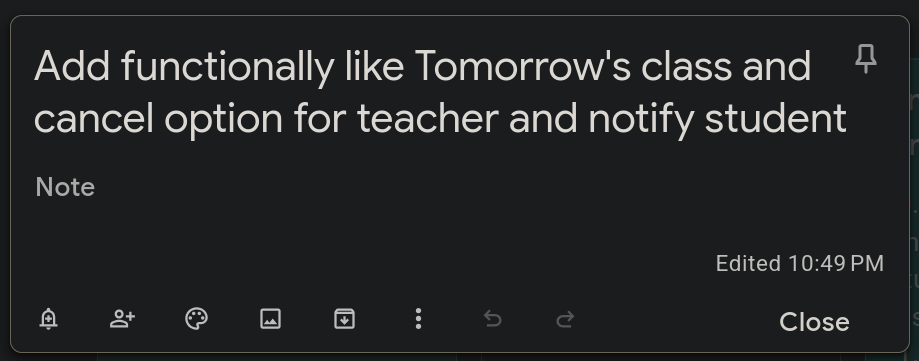 Add functionally like Tomorrow's class and
cancel option for teacher and notify student
Note
Edited 10:49 PM
Close